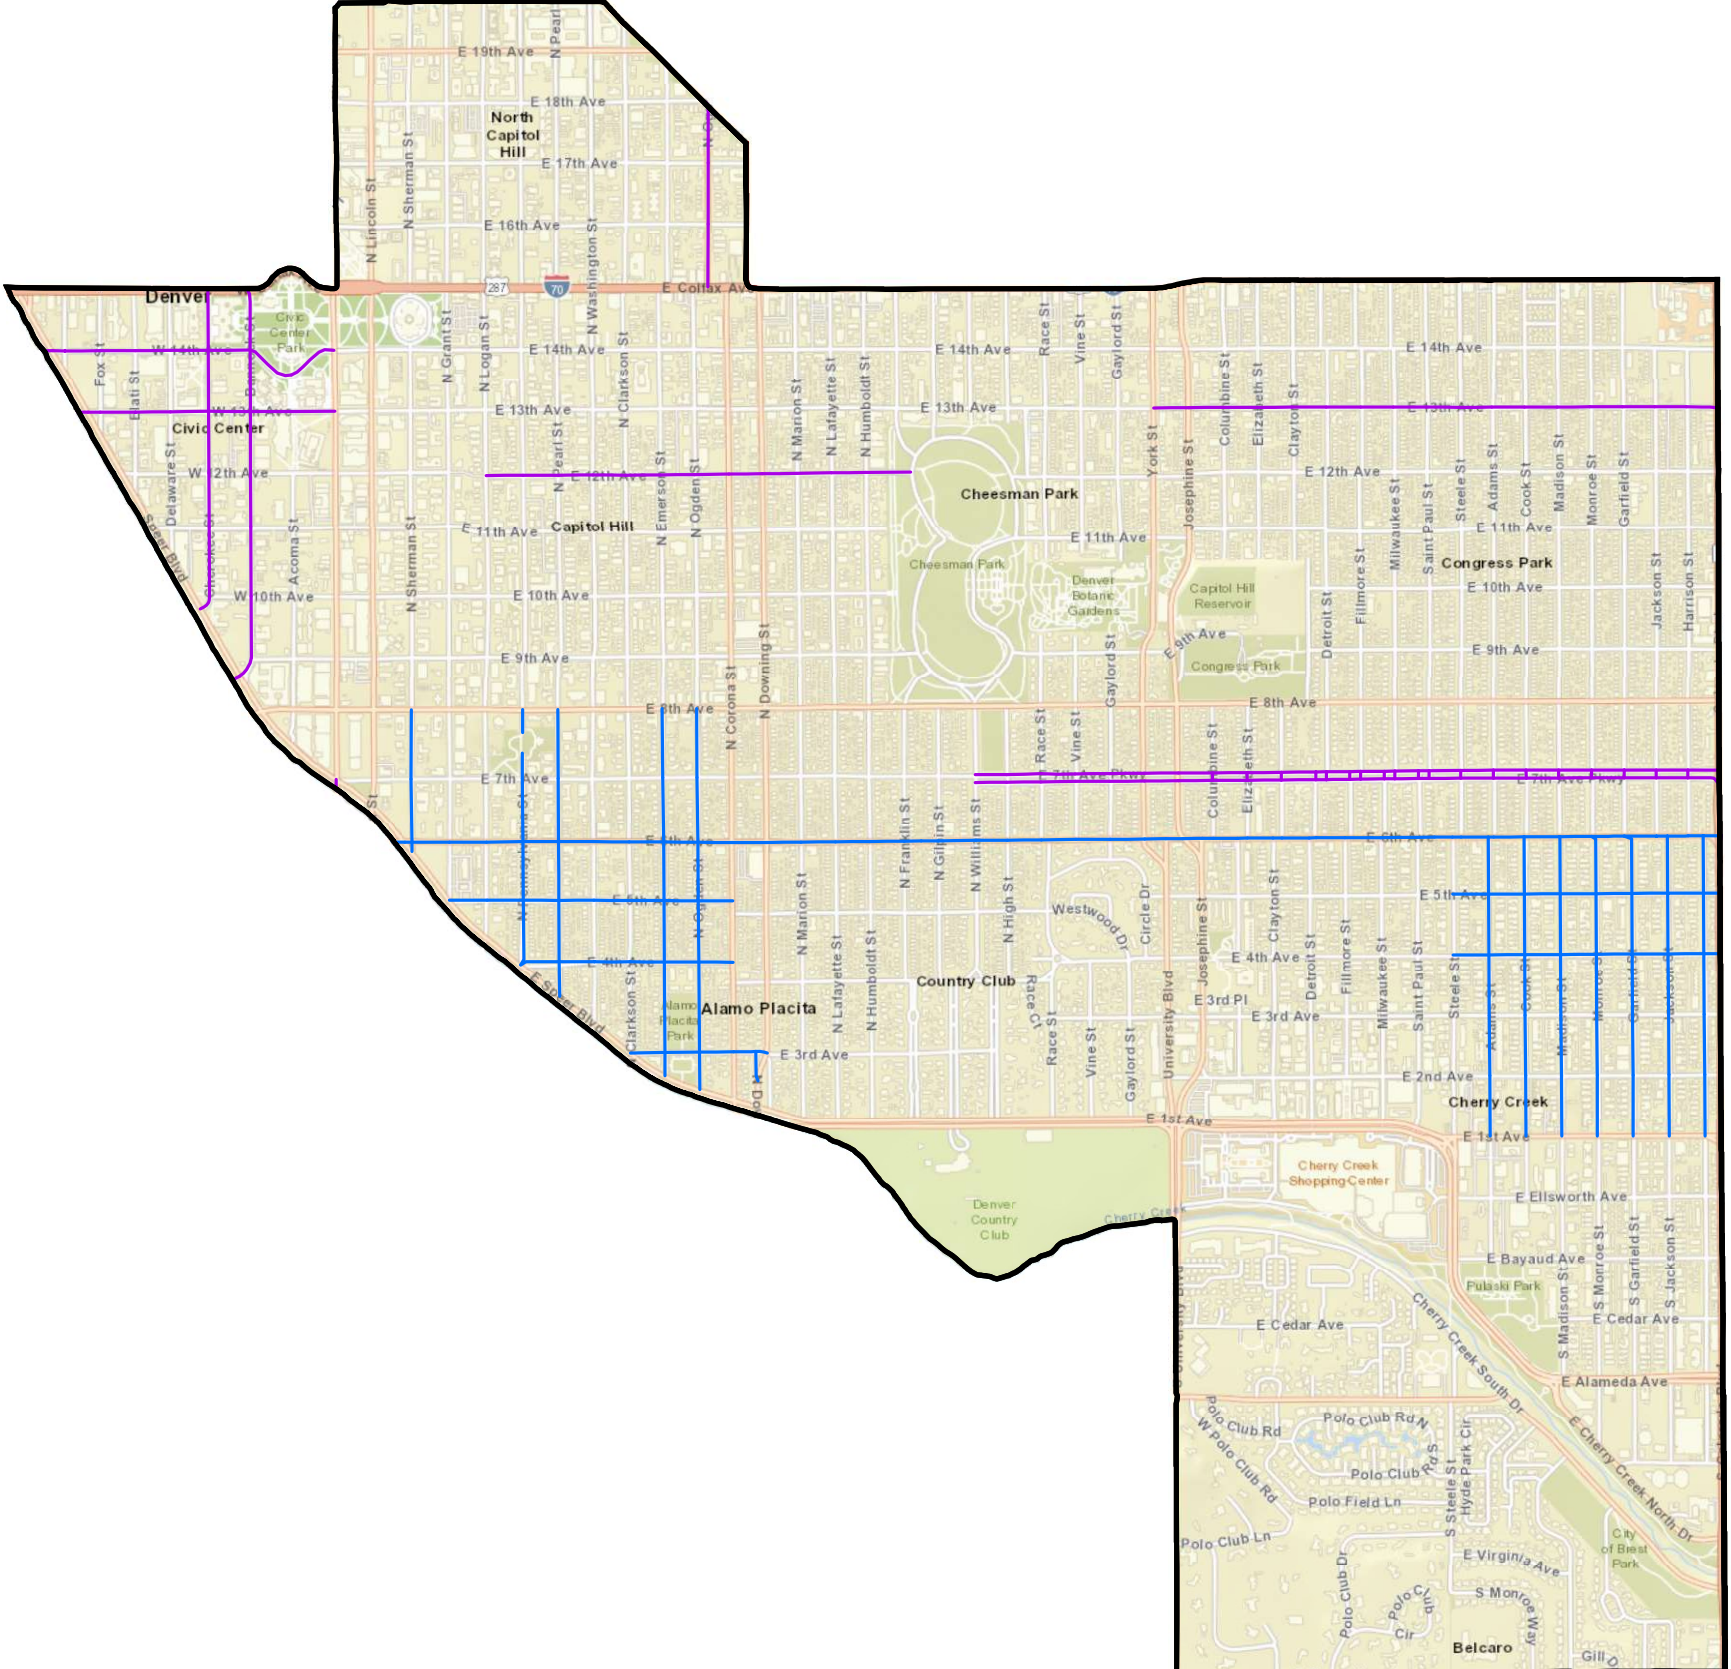 E 19th Ave
N Pearl
E 18th Ave
North
Capitol
Hill
E 17th Ave
N Sherman St
N Lincoln St
E 16th Ave
N Washington St
287
70
E Colfax Ave
Denver
Civic
Center
Park
W 14th Ave
Fox St
Elati St
Bannock St
N Grant St
N Logan St
E 14th Ave
N Clarkson St
E 14th Ave
Race St
Vine St
Gaylord St
E 14th Ave
W 13th Ave
Civic Center
E 13th Ave
N Marion St
N Lafayette St
N Humboldt St
E 13th Ave
Columbine St
Elizabeth St
Clayton St
E 13th Ave
W 12th Ave
Delaware St
N Pearl St
E 12th Ave
N Emerson St
N Ogden St
Cheesman Park
York St
Josephine St
E 12th Ave
Milwaukee St
Saint Paul St
Steele St
Adams St
Cook St
Madison St
Monroe St
Garfield St
Speer Blvd
Cherokee St
Acoma St
N Sherman St
E 11th Ave
Capitol Hill
E 11th Ave
E 11th Ave
Cheesman Park
Denver
Botanic
Gardens
Capitol Hill
Reservoir
Congress Park
Fillmore St
Detroit St
E 10th Ave
Jackson St
Harrison St
W 10th Ave
E 10th Ave
E 9th Ave
N Corona St
N Downing St
Gaylord St
E 9th Ave
Congress Park
E 9th Ave
E 8th Ave
E 8th Ave
N Race St
Vine St
Columbine St
Elizabeth St
E 7th Ave
7th Ave Pkwy
E 7th Ave Pkwy
St
N Pennsylvania St
E 6th Ave
N Franklin St
N Gilpin St
N Williams St
E 6th Ave
E 5th Ave
N Ogden St
N Marion St
N High St
Westwood Dr
Circle Dr
Josephine St
Clayton St
E 5th Ave
E 4th Ave
N Lafayette St
N Humboldt St
E 4th Ave
Detroit St
Fillmore St
Milwaukee St
Saint Paul St
Steele St
E Speer Blvd
Clarkson St
Alamo
Placita
Park
Alamo Placita
Country Club
Race Ct
Race St
Vine St
Gaylord St
University Blvd
E 3rd Pl
E 3rd Ave
Adams St
Cook St
Madison St
Monroe St
Garfield St
Jackson St
E 3rd Ave
N Do
E 2nd Ave
Cherry Creek
E 1st Ave
E 1st Ave
Cherry Creek
Shopping Center
Denver
Country
Club
Cherry Creek
E Ellsworth Ave
E Bayaud Ave
Pulaski Park
S Madison St
S Monroe St
S Garfield St
S Jackson St
E Cedar Ave
E Cedar Ave
Cherry Creek South Dr
E Alameda Ave
Polo Club Rd
W Polo Club Rd
Polo Club Rd N
Polo Club Rd S
Polo Field Ln
S Steele St
Hyde Park Cir
E Cherry Creek North Dr
Polo Club Ln
Polo Club Dr
Polo Club
Cir
E Virginia Ave
S Monroe Way
City
of Brest
Park
Belcaro
Gill D